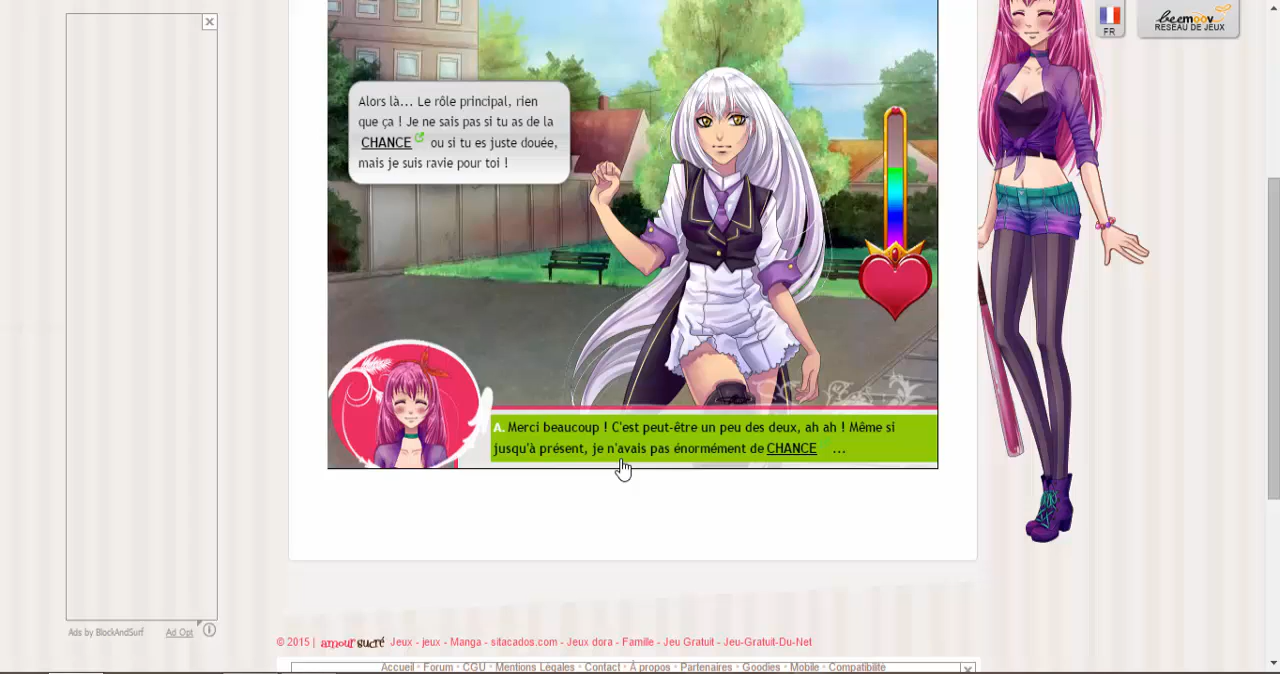 FR
beemoov
RESEAU DE JEUX
Alors là... Le rôle principal, rien
que ça ! Je ne sais pas si tu as de la
CHANCE ou si tu es juste douée,
mais je suis ravie pour toi !
A. Merci beaucoup ! C'est peut-être un peu des deux, ah ah ! Même si
jusqu'à présent, je n'avais pas énormément de CHANCE ...
Ads by BlockAndSurf Ad Opt
© 2015 | amour sucré Jeux - jeux - Manga - sitacados.com - Jeux dora - Famille - Jeu Gratuit - Jeu-Gratuit-Du-Net
Accueil • Forum • CGU • Mentions Légales • Contact • À propos • Partenaires • Goodies • Mobile • Compatibilité